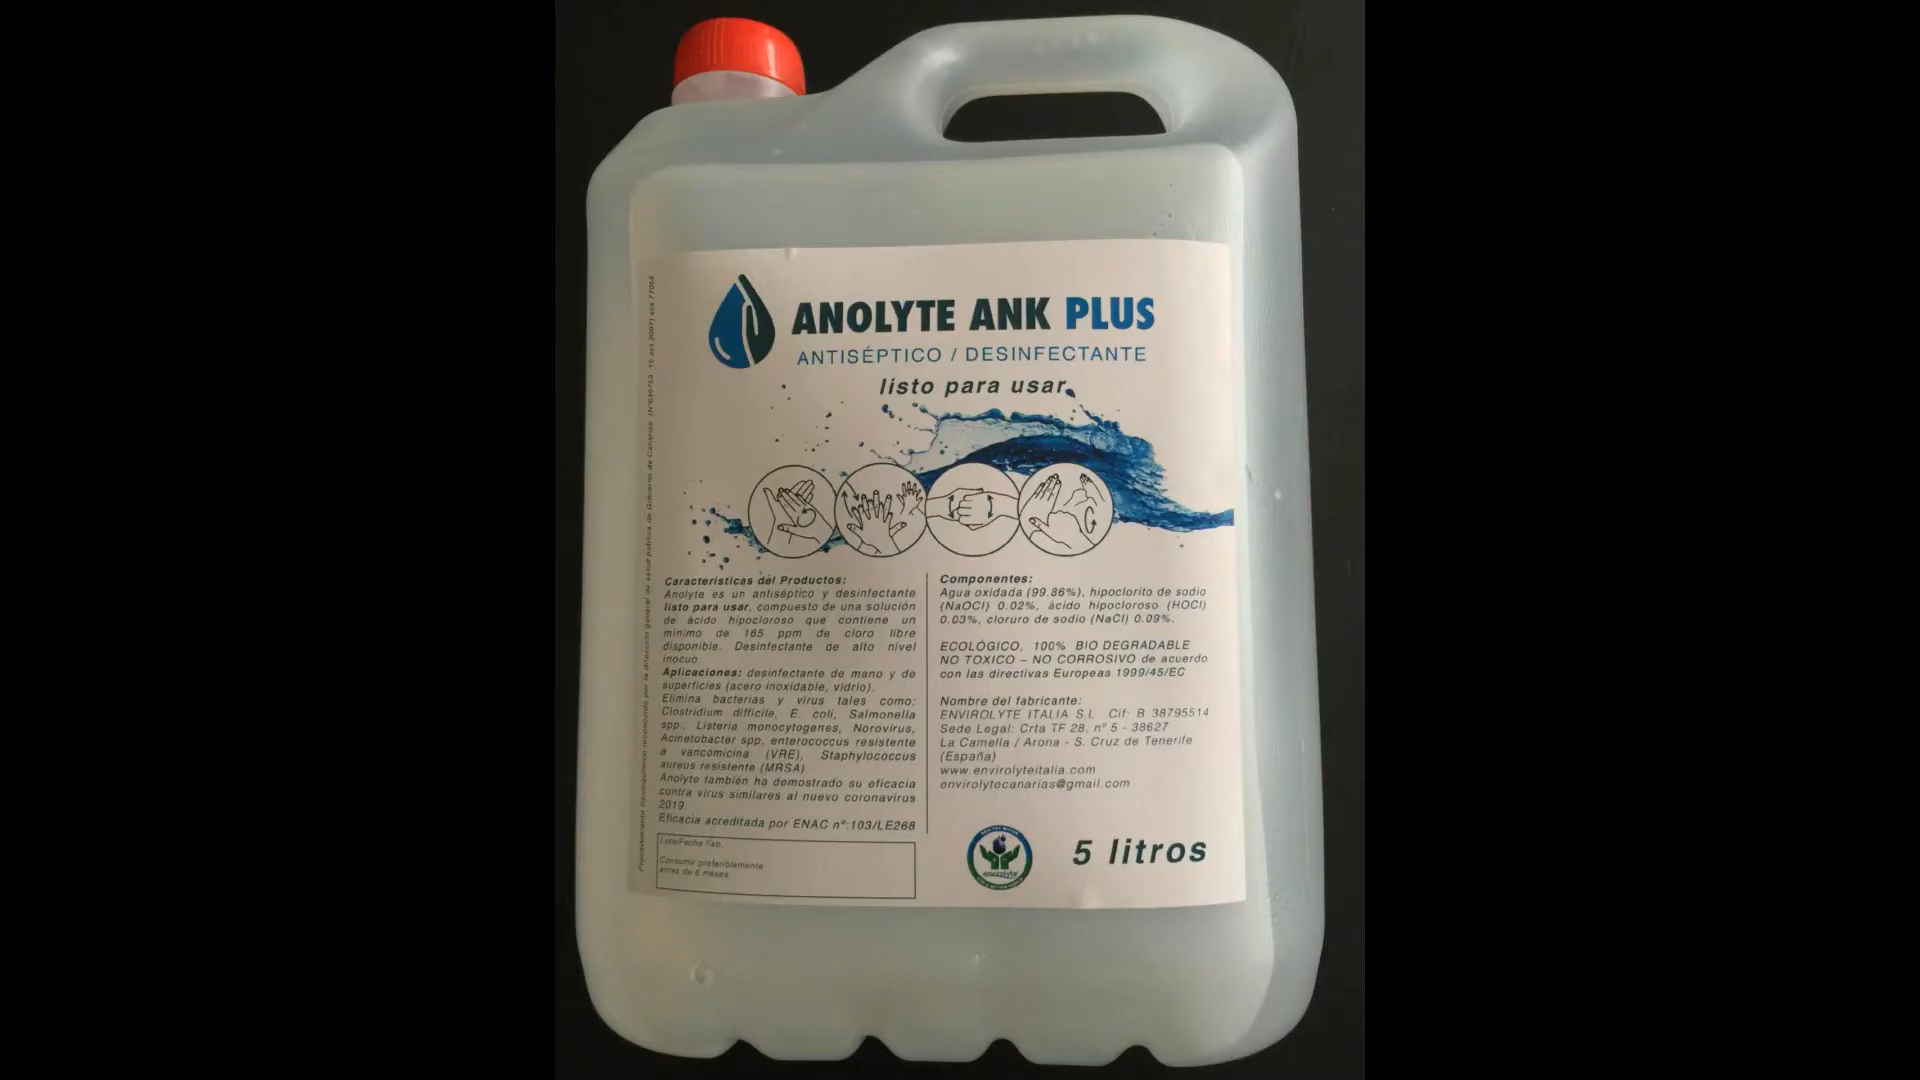 ANOLYTE ANK PLUS
ANTISÉPTICO / DESINFECTANTE
listo para usar
Características del Productos:
Anolyte es un antiséptico y desinfectante
listo para usar, compuesto de una solución
de ácido hipocloroso que contiene un
mínimo de 165 ppm de cloro libre
disponible. Desinfectante de alto nivel
inocuo.
Aplicaciones: desinfectante de mano y de
superficies (acero inoxidable, vidrio).
Elimina bacterias y virus tales como:
Clostridium difficile, E. coli, Salmonella
spp., Listeria monocytogenes, Norovirus,
Acinetobacter spp, enterococcus resistente
a vancomicina (VRE), Staphylococcus
aureus resistente (MRSA).
Anolyte también ha demostrado su eficacia
contra virus similares al nuevo coronavirus
2019.
Eficacia acreditada por ENAC nº:103/LE268
Lote/Fecha Fab.
Consumir preferiblemente
antes de 6 meses
Componentes:
Agua oxidada (99.86%), hipoclorito de sodio
(NaOCl) 0.02%, ácido hipocloroso (HOCl)
0.03%, cloruro de sodio (NaCl) 0.09%.
ECOLÓGICO, 100% BIO DEGRADABLE
NO TOXICO – NO CORROSIVO de acuerdo
con las directivas Europeas 1999/45/EC
Nombre del fabricante:
ENVIROLYTE ITALIA S.L Cif: B 38795514
Sede Legal: Crta TF 28, nº 5 - 38627
La Camella / Arona - S. Cruz de Tenerife
(España)
www.envirolyteitalia.com
envirolytecanarias@gmail.com
envirolyte
5 litros